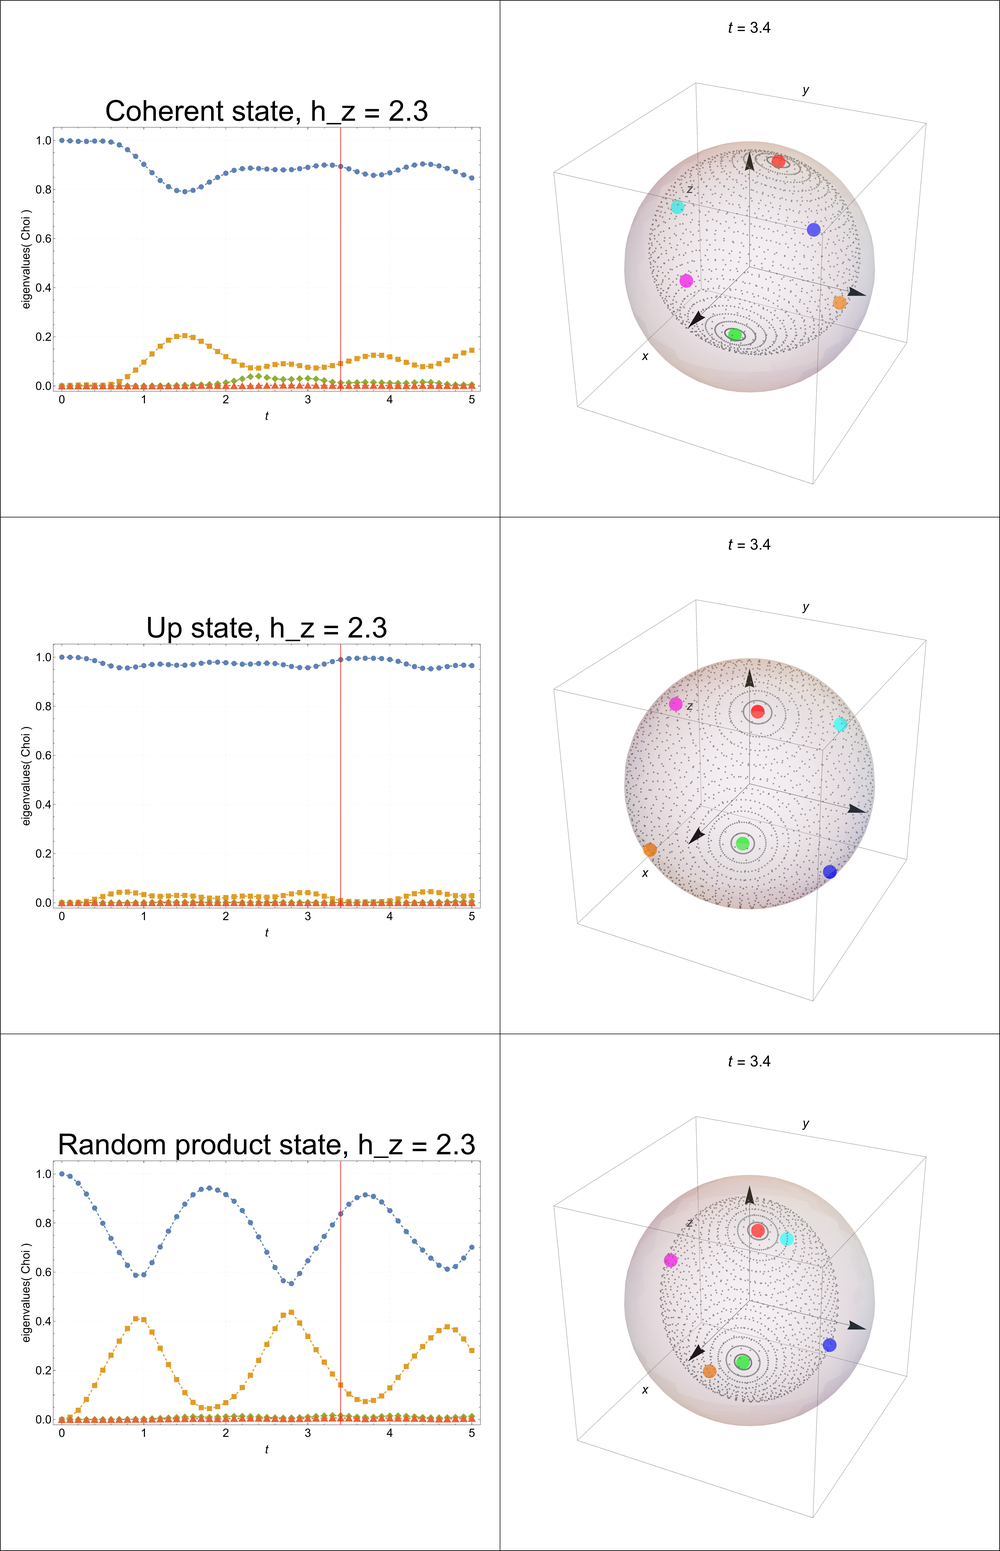 Coherent state, h_z = 2.3
eigenvalues( Choi )
1.0
0.8
0.6
0.4
0.2
0.0
0 1 2 3 4 5
t
t = 3.4
y
z
x
Up state, h_z = 2.3
eigenvalues( Choi )
1.0
0.8
0.6
0.4
0.2
0.0
0 1 2 3 4 5
t
t = 3.4
y
z
x
Random product state, h_z = 2.3
eigenvalues( Choi )
1.0
0.8
0.6
0.4
0.2
0.0
0 1 2 3 4 5
t
t = 3.4
y
z
x